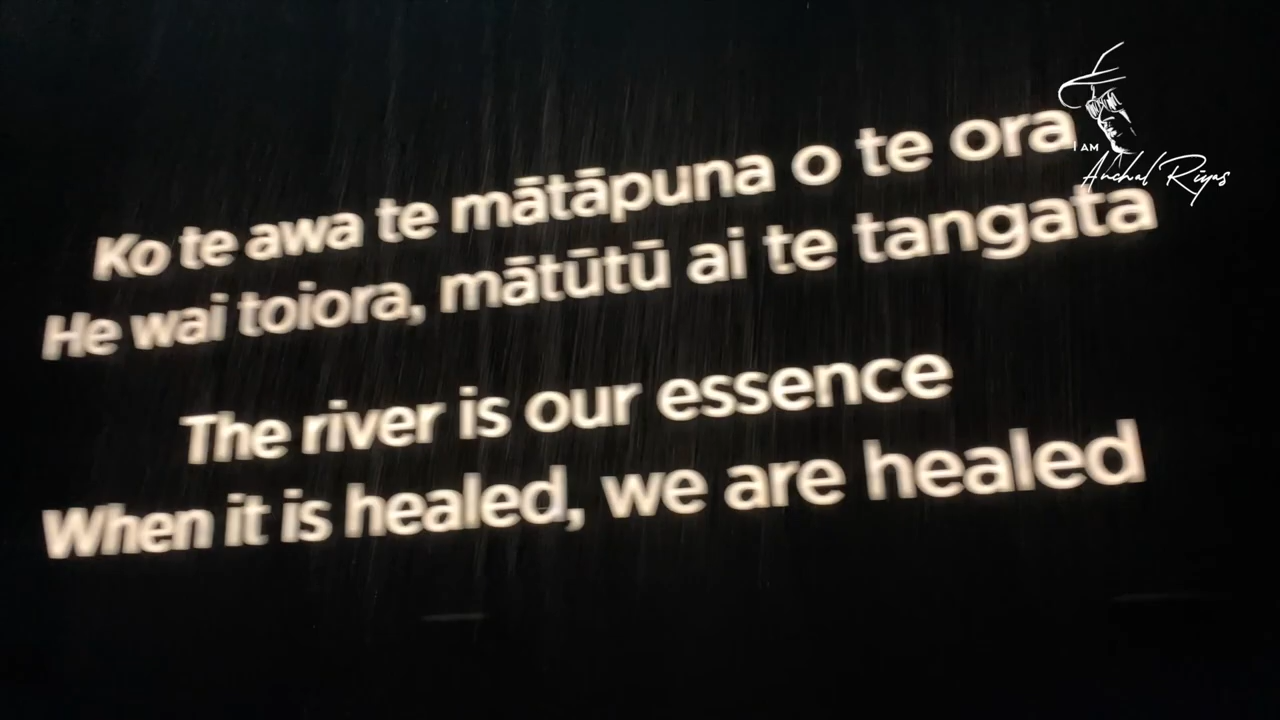 Ko te awa te mātāpuna o te ora
He wai toiora, mātūtū ai te tangata
The river is our essence
When it is healed, we are healed
I AM
Anchal Riyas